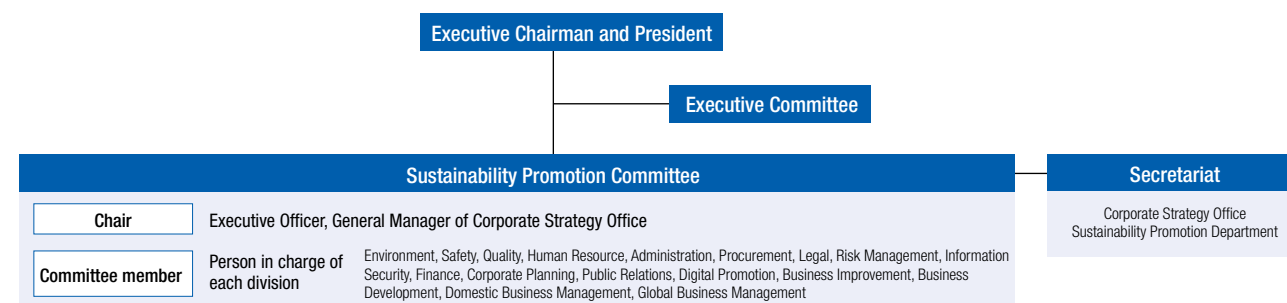 Executive Chairman and President
Executive Committee
Sustainability Promotion Committee
Secretariat
Chair
Executive Officer, General Manager of Corporate Strategy Office
Corporate Strategy Office
Sustainability Promotion Department
Committee member
Person in charge of
each division
Environment, Safety, Quality, Human Resource, Administration, Procurement, Legal, Risk Management, Information
Security, Finance, Corporate Planning, Public Relations, Digital Promotion, Business Improvement, Business
Development, Domestic Business Management, Global Business Management